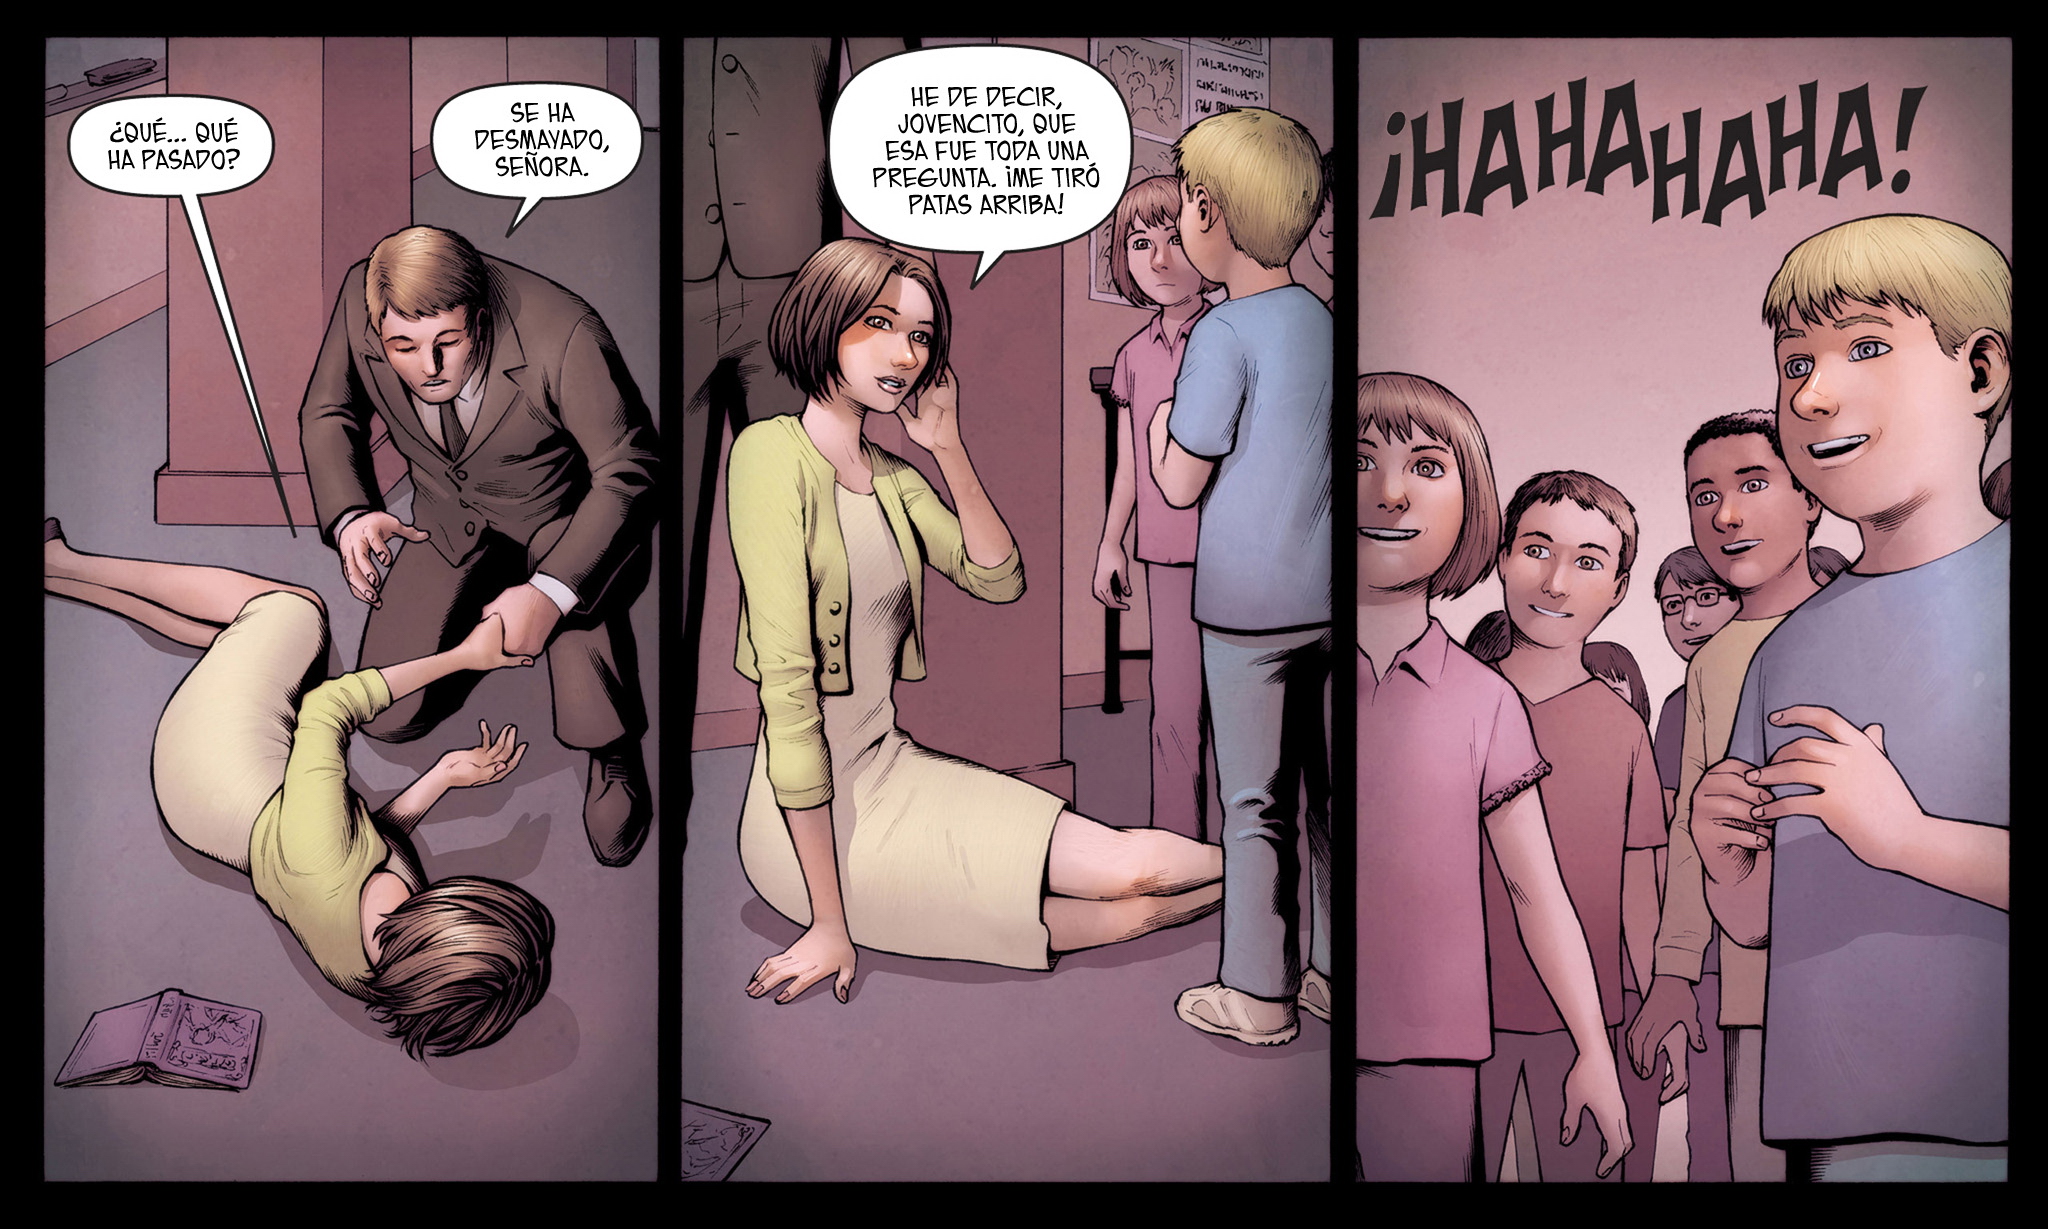 ¿QUÉ... QUÉ
HA PASADO?
SE HA
DESMAYADO,
SEÑORA.
HE DE DECIR,
JOVENCITO, QUE
ESA FUE TODA UNA
PREGUNTA. ¡ME TIRÓ
PATAS ARRIBA!
¡HAHAHAHA!